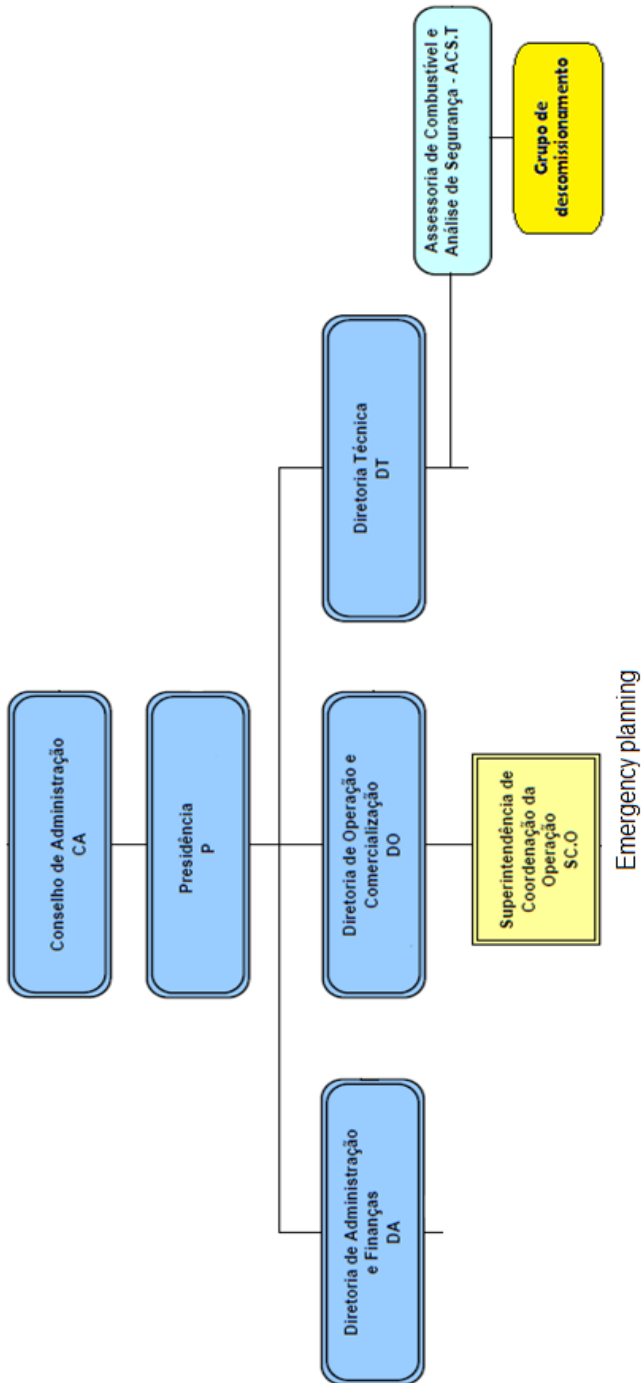 Conselho de Administração
CA
Presidência
P
Diretoria de Administração
e Finanças
DA
Diretoria de Operação e
Comercialização
DO
Diretoria Técnica
DT
Superintendência de
Coordenação da
Operação
SC.O
Emergency planning
Assessoria de Combustível e
Análise de Segurança - ACS.T
Grupo de
descomissionamento